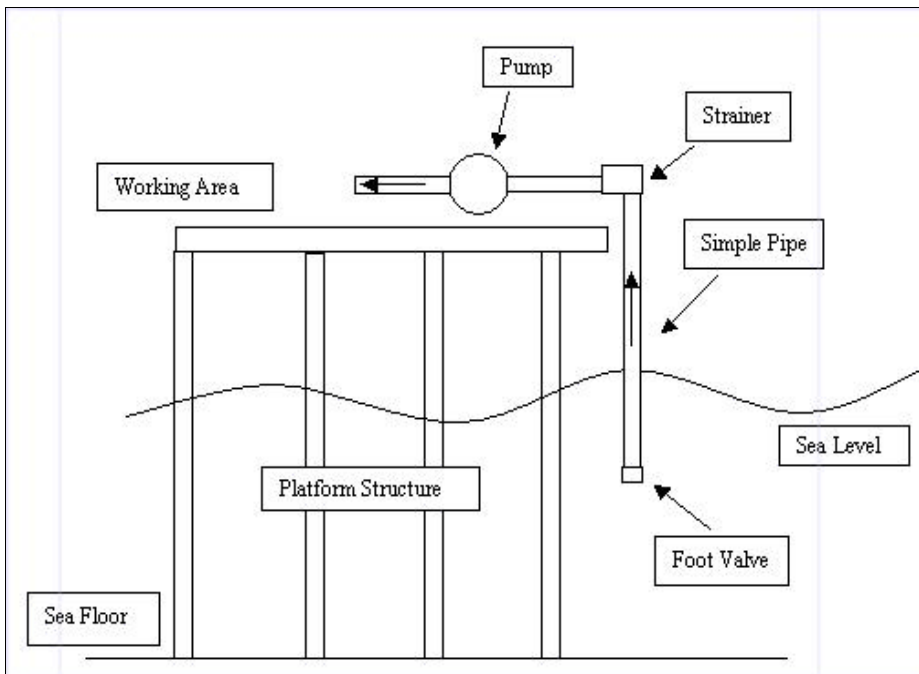 Pump
Strainer
Working Area
Simple Pipe
Sea Level
Platform Structure
Foot Valve
Sea Floor